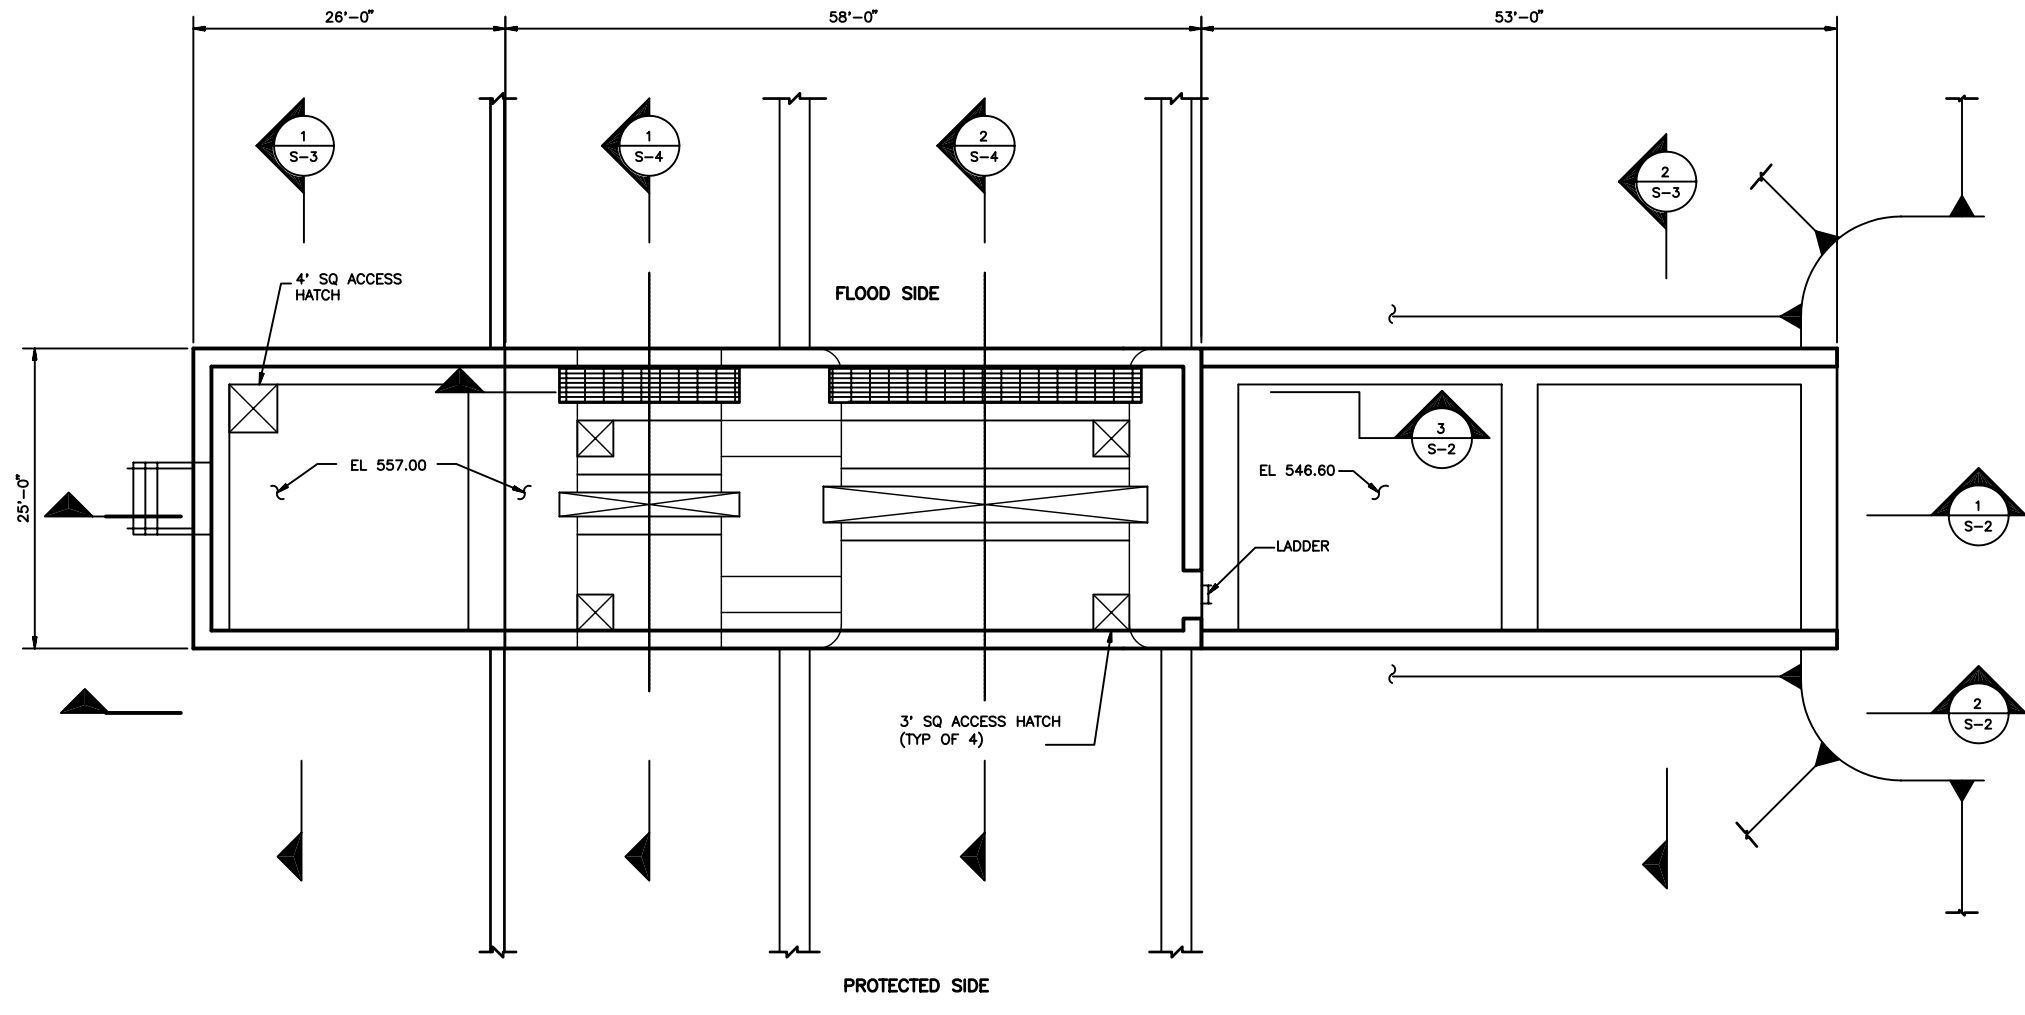 26'-0"
58'-0"
53'-0"
1
S-3
1
S-4
2
S-4
2
S-3
4' SQ ACCESS
HATCH
FLOOD SIDE
3
S-2
EL 557.00
EL 546.60
25'-0"
1
S-2
LADDER
3' SQ ACCESS HATCH
(TYP OF 4)
2
S-2
PROTECTED SIDE